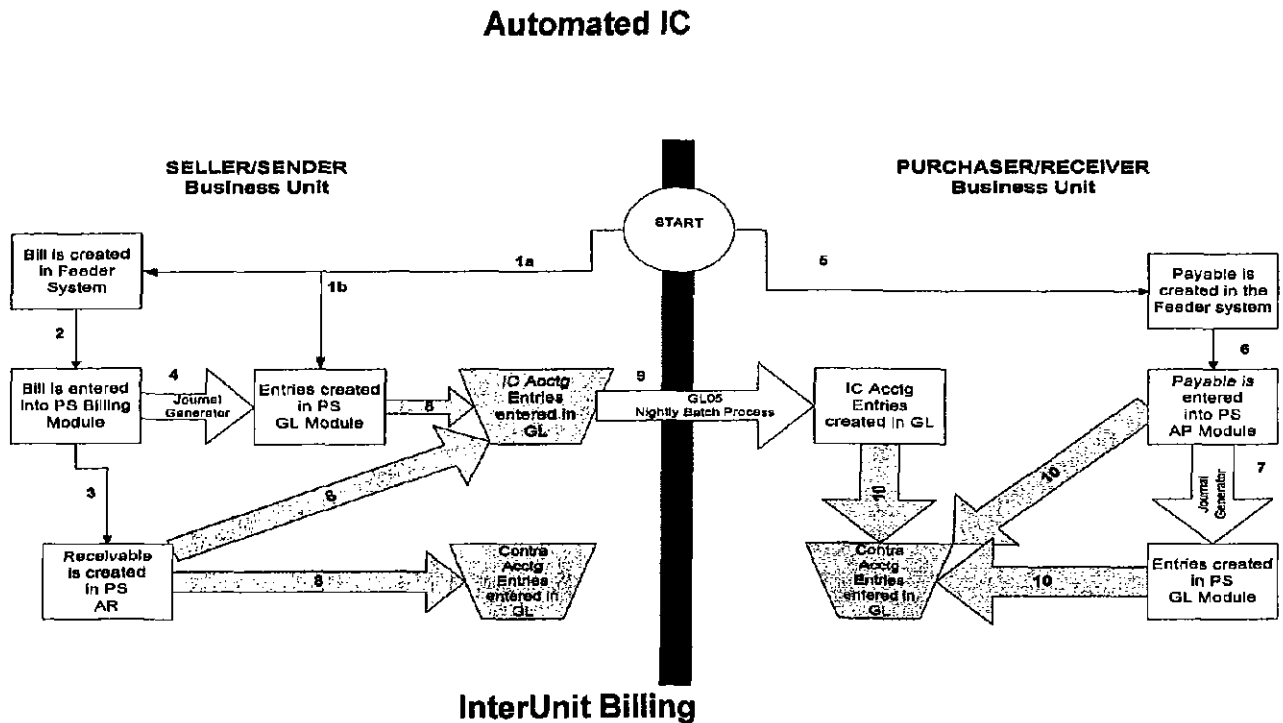 Automated IC
SELLER/SENDER
Business Unit
PURCHASER/RECEIVER
Business Unit
START
Bill is created
in Feeder
System
1a
1b
5
Payable is
created in the
Feeder system
2
6
Bill is entered
into PS Billing
Module
4
Journal
Generator
Entries created
in PS
GL Module
8
IC Acctg
Entries
entered in
GL
9
GL05
Nightly Batch Process
IC Acctg
Entries
created in GL
Payable is
entered
into PS
AP Module
3
8
10
10
7
Journal
Generator
Receivable
is created
in PS
AR
8
Contra
Acctg
Entries
entered in
GL
Contra
Acctg
Entries
entered in
GL
10
Entries created
in PS
GL Module
InterUnit Billing